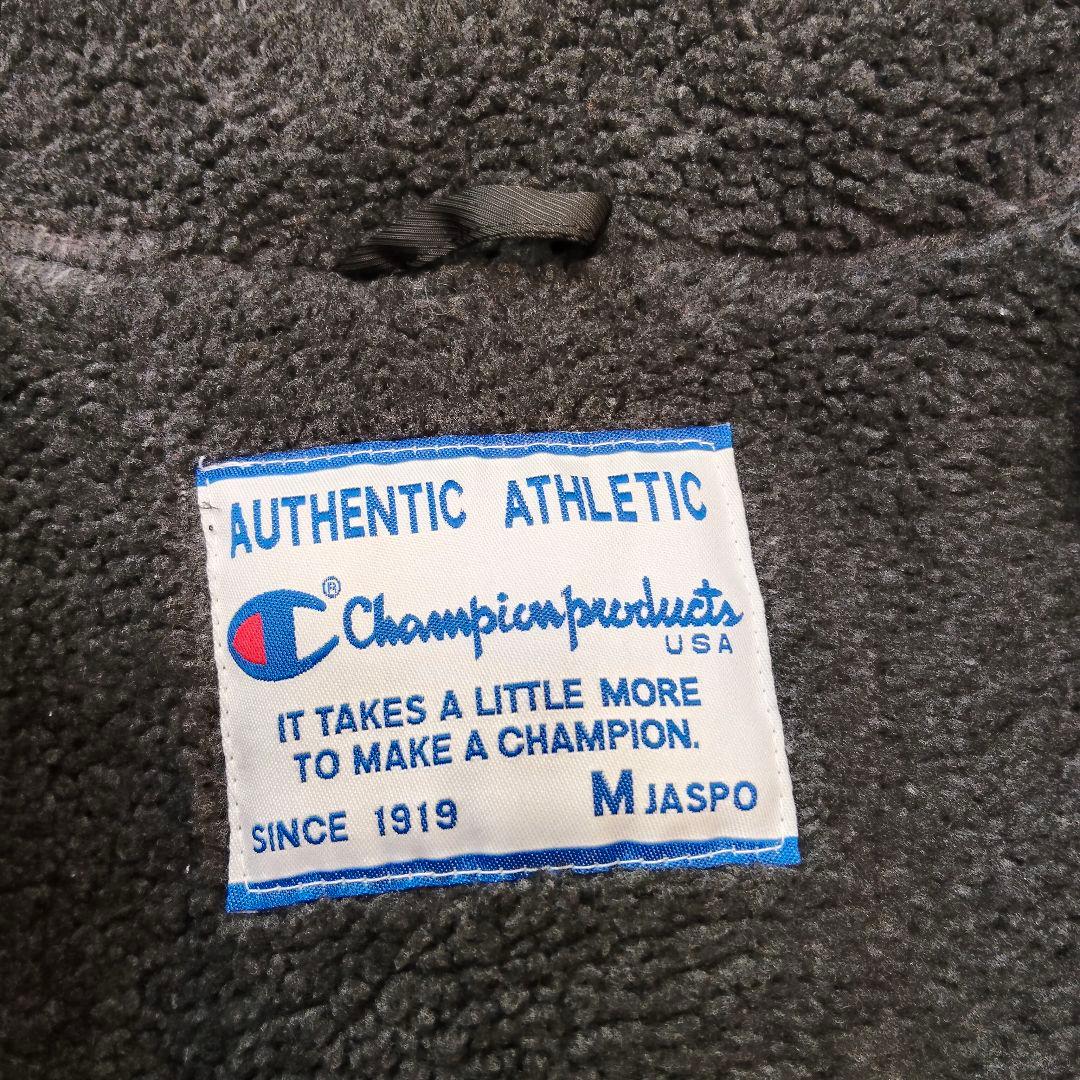 AUTHENTIC ATHLETIC
® Championproducts
USA
IT TAKES A LITTLE MORE
TO MAKE A CHAMPION.
M JASPO
SINCE 1919